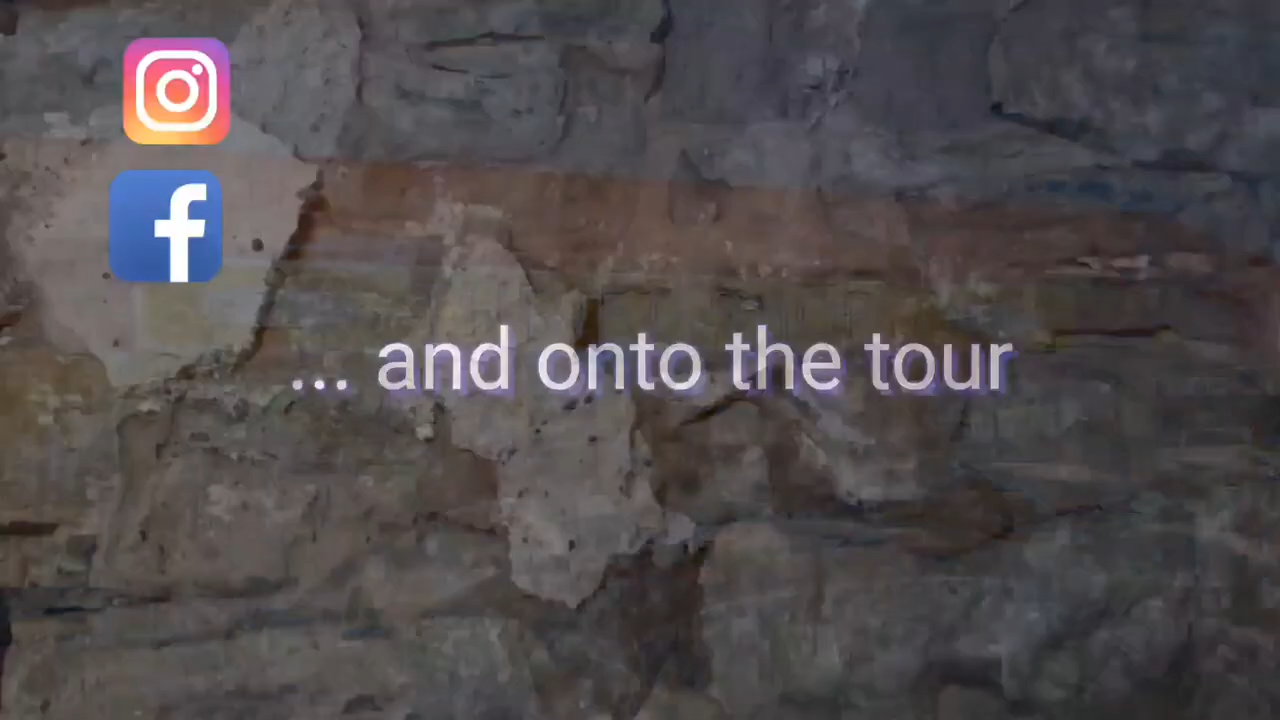 ... and onto the tour